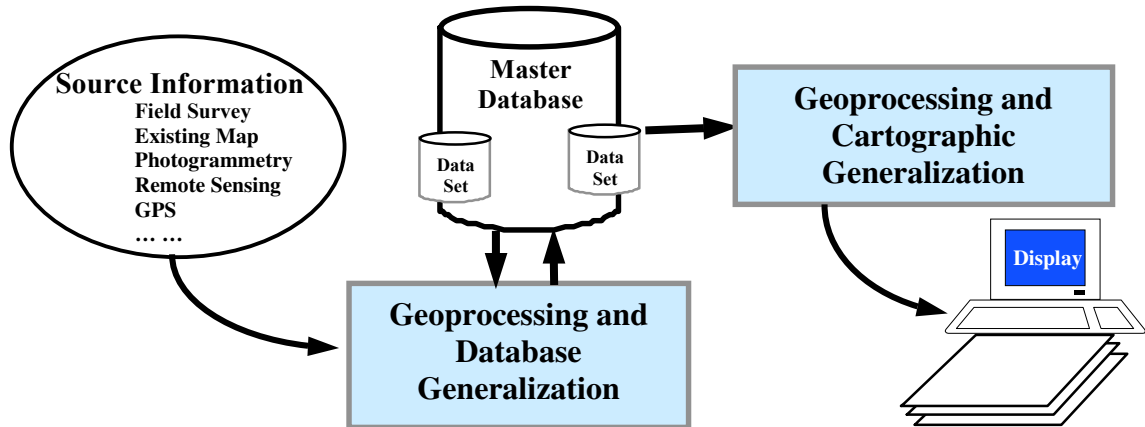 Source Information
Field Survey
Existing Map
Photogrammetry
Remote Sensing
GPS
... ...
Master
Database
Data
Set
Data
Set
Geoprocessing and
Cartographic
Generalization
Display
Geoprocessing and
Database
Generalization